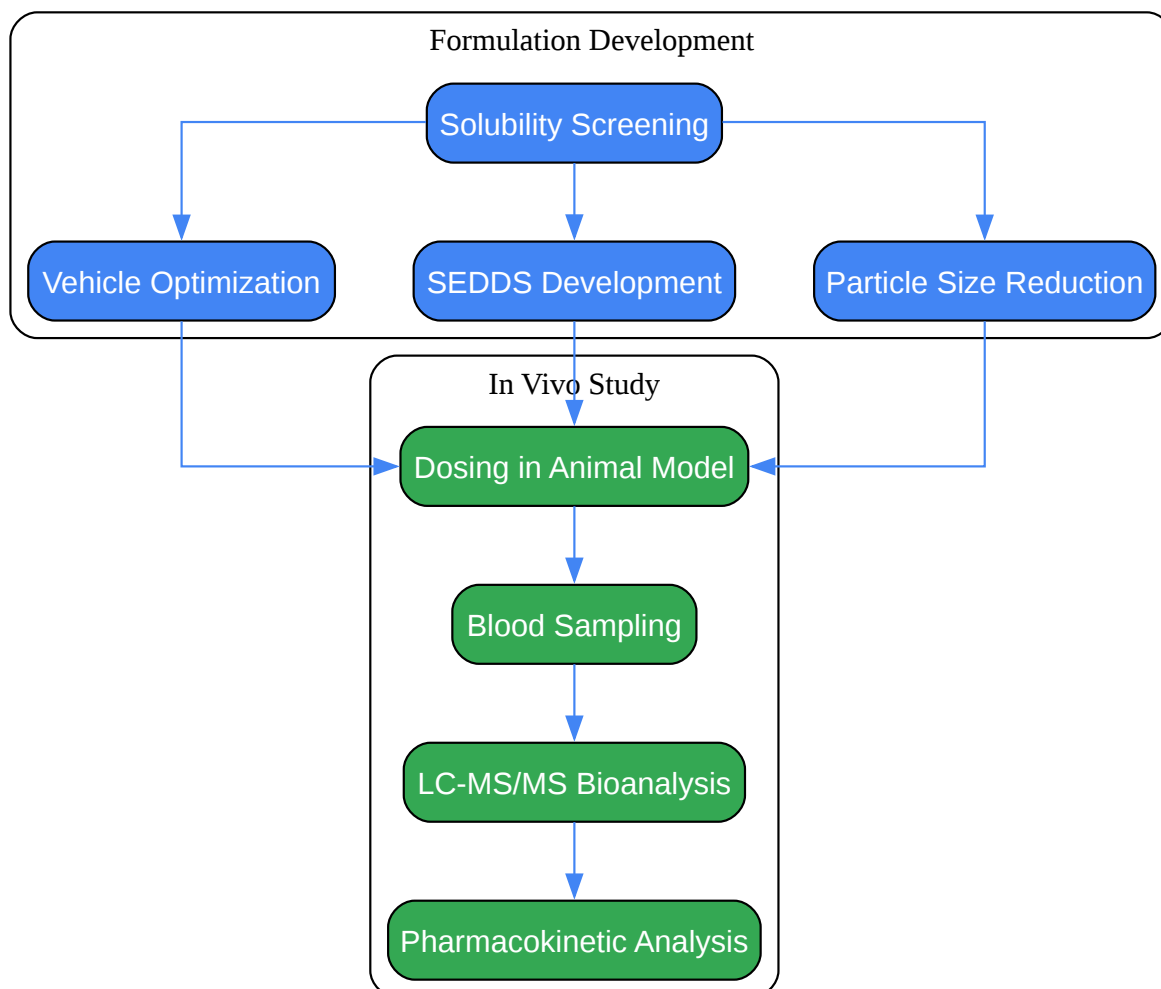 Formulation Development
Solubility Screening
Vehicle Optimization
SEDDS Development
Particle Size Reduction
In Vivo Study
Dosing in Animal Model
Blood Sampling
LC-MS/MS Bioanalysis
Pharmacokinetic Analysis